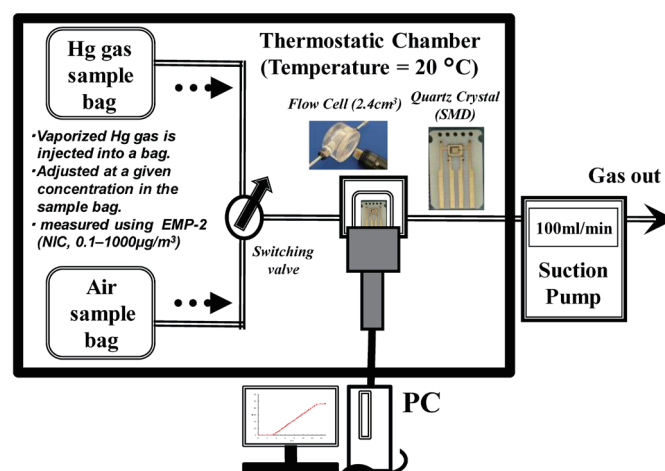 Hg gas
sample
bag
Thermostatic Chamber
(Temperature = 20 °C)
Flow Cell (2.4cm³)
Quartz Crystal
(SMD)
・Vaporized Hg gas is
injected into a bag.
・Adjusted at a given
concentration in the
sample bag.
・measured using EMP-2
(NIC, 0.1–1000μg/m³)
Switching
valve
Gas out
100ml/min
Suction
Pump
Air
sample
bag
PC